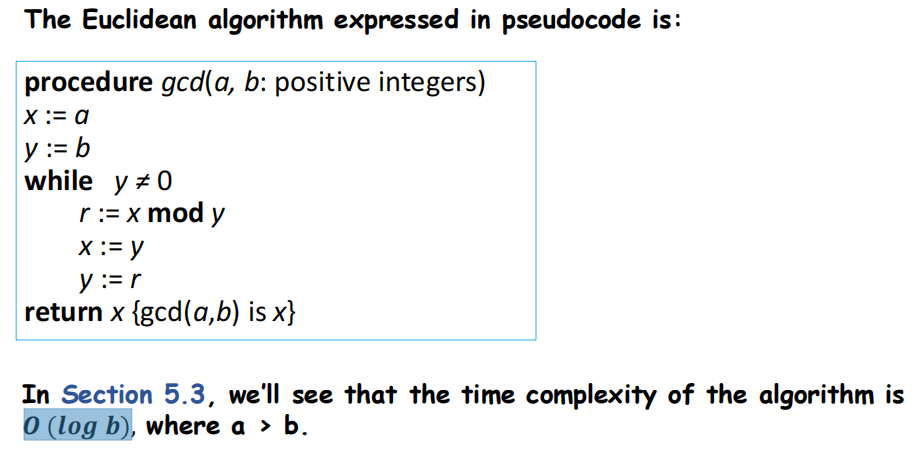 The Euclidean algorithm expressed in pseudocode is:
procedure gcd(a, b: positive integers)
x := a
y := b
while y ≠ 0
r := x mod y
x := y
y := r
return x {gcd(a,b) is x}
In Section 5.3, we'll see that the time complexity of the algorithm is
O (log b), where a > b.